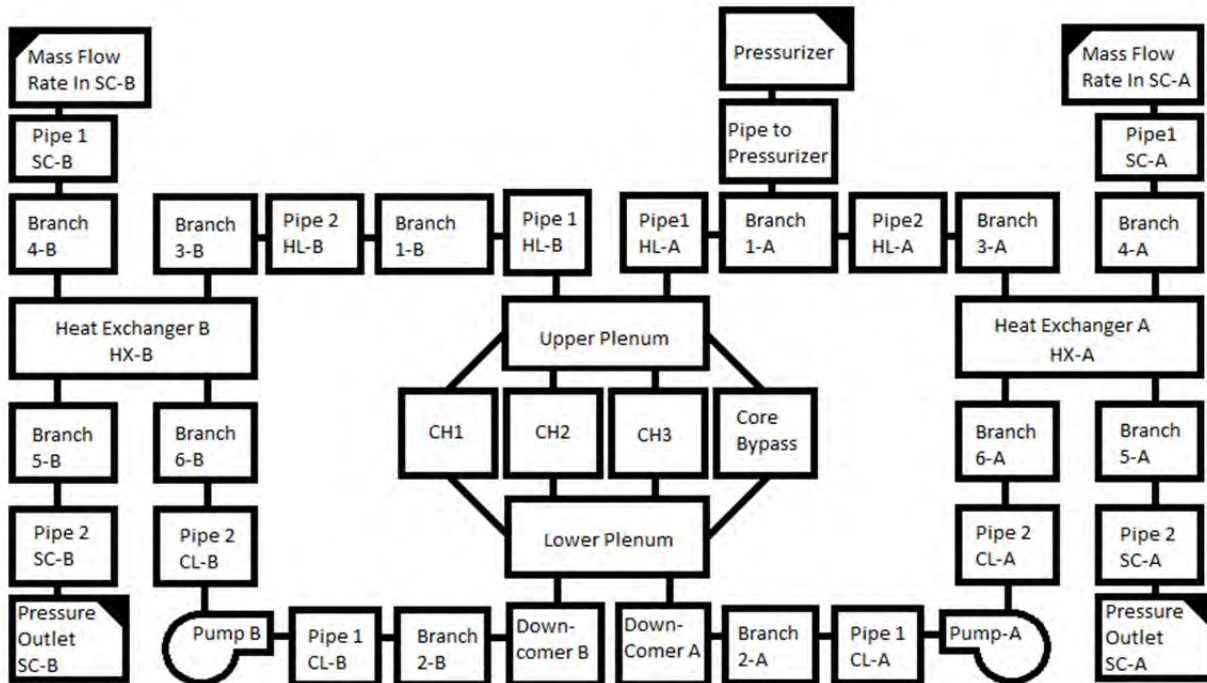 Mass Flow
Rate In SC-B
Pressurizer
Mass Flow
Rate In SC-A
Pipe 1
SC-B
Pipe to
Pressurizer
Pipe1
SC-A
Branch
4-B
Branch
3-B
Pipe 2
HL-B
Branch
1-B
Pipe 1
HL-B
Pipe1
HL-A
Branch
1-A
Pipe2
HL-A
Branch
3-A
Branch
4-A
Heat Exchanger B
HX-B
Upper Plenum
Heat Exchanger A
HX-A
CH1
CH2
CH3
Core
Bypass
Branch
5-B
Branch
6-B
Branch
6-A
Branch
5-A
Pipe 2
SC-B
Pipe 2
CL-B
Lower Plenum
Pipe 2
CL-A
Pipe 2
SC-A
Pressure
Outlet
SC-B
Pump B
Pipe 1
CL-B
Branch
2-B
Down-
comer B
Down-
Comer A
Branch
2-A
Pipe 1
CL-A
Pump-A
Pressure
Outlet
SC-A